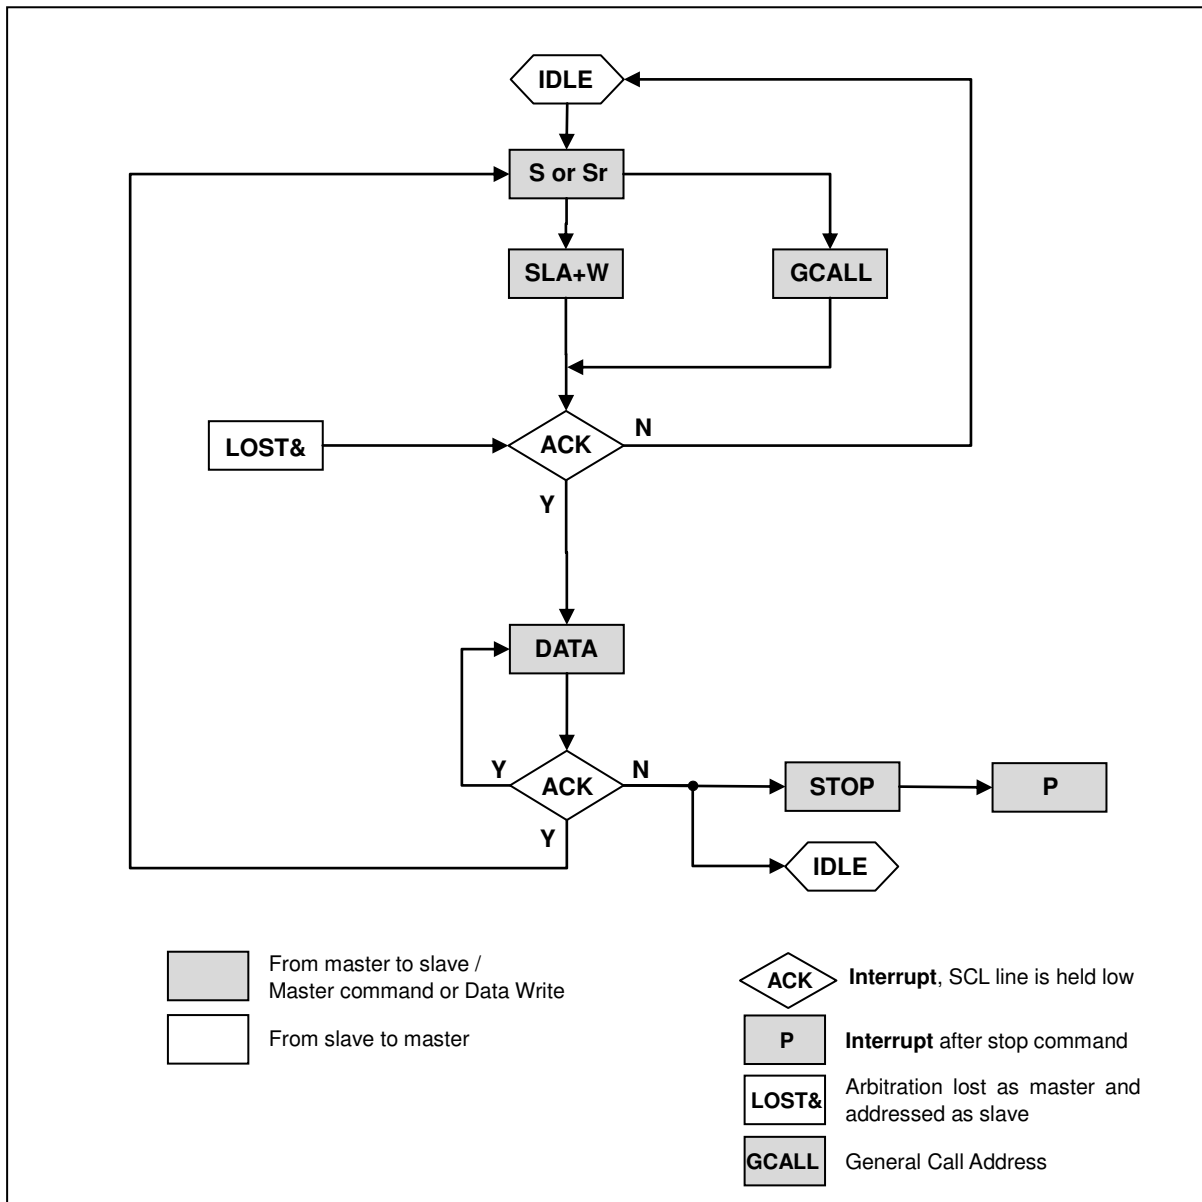 IDLE
S or Sr
SLA+W
GCALL
LOST&
ACK
N
Y
DATA
Y
ACK
N
STOP
P
Y
IDLE
From master to slave /
Master command or Data Write
From slave to master
ACK
Interrupt, SCL line is held low
P
Interrupt after stop command
LOST&
Arbitration lost as master and
addressed as slave
GCALL
General Call Address